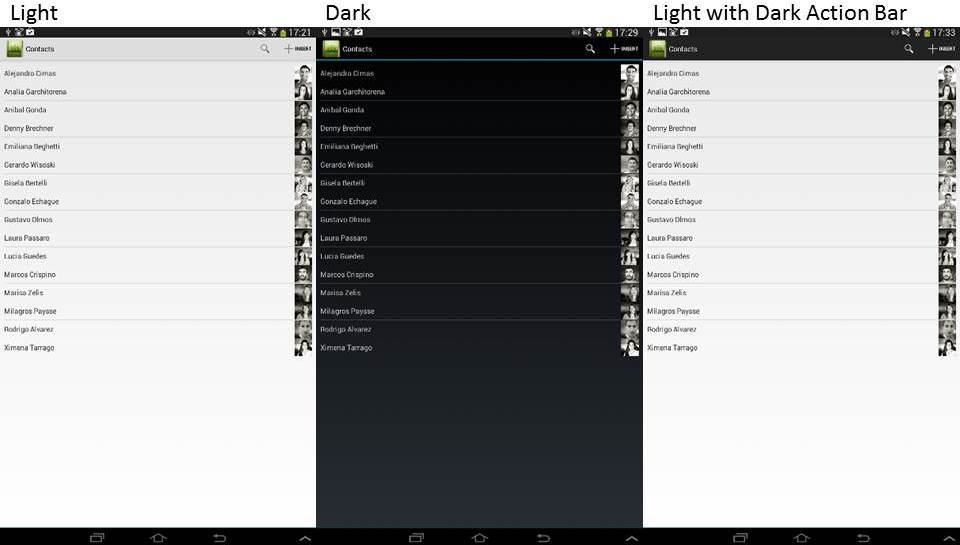 Light
17:21
Contacts
INSERT
Alejandro Cimas
Analia Garchitorena
Anibal Gonda
Denny Brechner
Emiliana Beghetti
Gerardo Wisoski
Gisela Bertelli
Gonzalo Echague
Gustavo Olmos
Laura Passaro
Lucia Guedes
Marcos Crispino
Marisa Zelis
Milagros Paysse
Rodrigo Alvarez
Ximena Tarrago
Dark
17:29
Contacts
INSERT
Alejandro Cimas
Analia Garchitorena
Anibal Gonda
Denny Brechner
Emiliana Beghetti
Gerardo Wisoski
Gisela Bertelli
Gonzalo Echague
Gustavo Olmos
Laura Passaro
Lucia Guedes
Marcos Crispino
Marisa Zelis
Milagros Paysse
Rodrigo Alvarez
Ximena Tarrago
Light with Dark Action Bar
17:33
Contacts
INSERT
Alejandro Cimas
Analia Garchitorena
Anibal Gonda
Denny Brechner
Emiliana Beghetti
Gerardo Wisoski
Gisela Bertelli
Gonzalo Echague
Gustavo Olmos
Laura Passaro
Lucia Guedes
Marcos Crispino
Marisa Zelis
Milagros Paysse
Rodrigo Alvarez
Ximena Tarrago